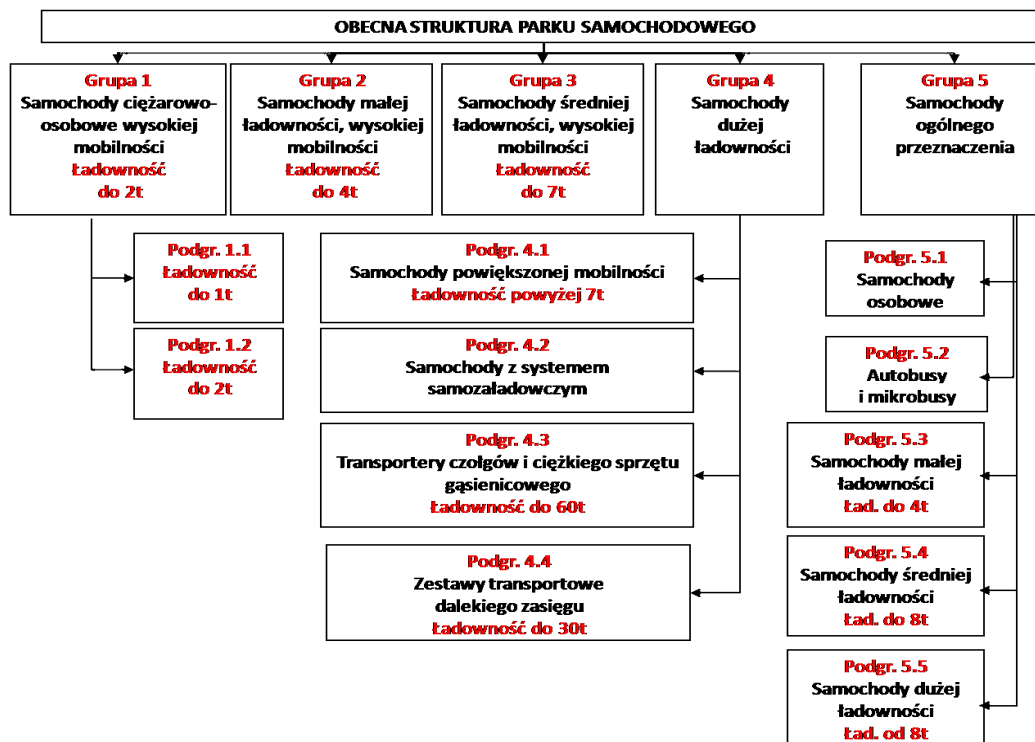 OBECNA STRUKTURA PARKU SAMOCHODOWEGO
Grupa 1
Samochody ciężarowo-
osobowe wysokiej
mobilności
Ładowność
do 2t
Grupa 2
Samochody małej
ładowności, wysokiej
mobilności
Ładowność
do 4t
Grupa 3
Samochody średniej
ładowności, wysokiej
mobilności
Ładowność
do 7t
Grupa 4
Samochody
dużej
ładowności
Grupa 5
Samochody
ogólnego
przeznaczenia
Podgr. 1.1
Ładowność
do 1t
Podgr. 1.2
Ładowność
do 2t
Podgr. 4.1
Samochody powiększonej mobilności
Ładowność powyżej 7t
Podgr. 4.2
Samochody z systemem
samozaładowczym
Podgr. 4.3
Transportery czołgów i ciężkiego sprzętu
gąsienicowego
Ładowność do 60t
Podgr. 4.4
Zestawy transportowe
dalekiego zasięgu
Ładowność do 30t
Podgr. 5.1
Samochody
osobowe
Podgr. 5.2
Autobusy
i mikrobusy
Podgr. 5.3
Samochody małej
ładowności
Ład. do 4t
Podgr. 5.4
Samochody średniej
ładowności
Ład. do 8t
Podgr. 5.5
Samochody dużej
ładowności
Ład. od 8t